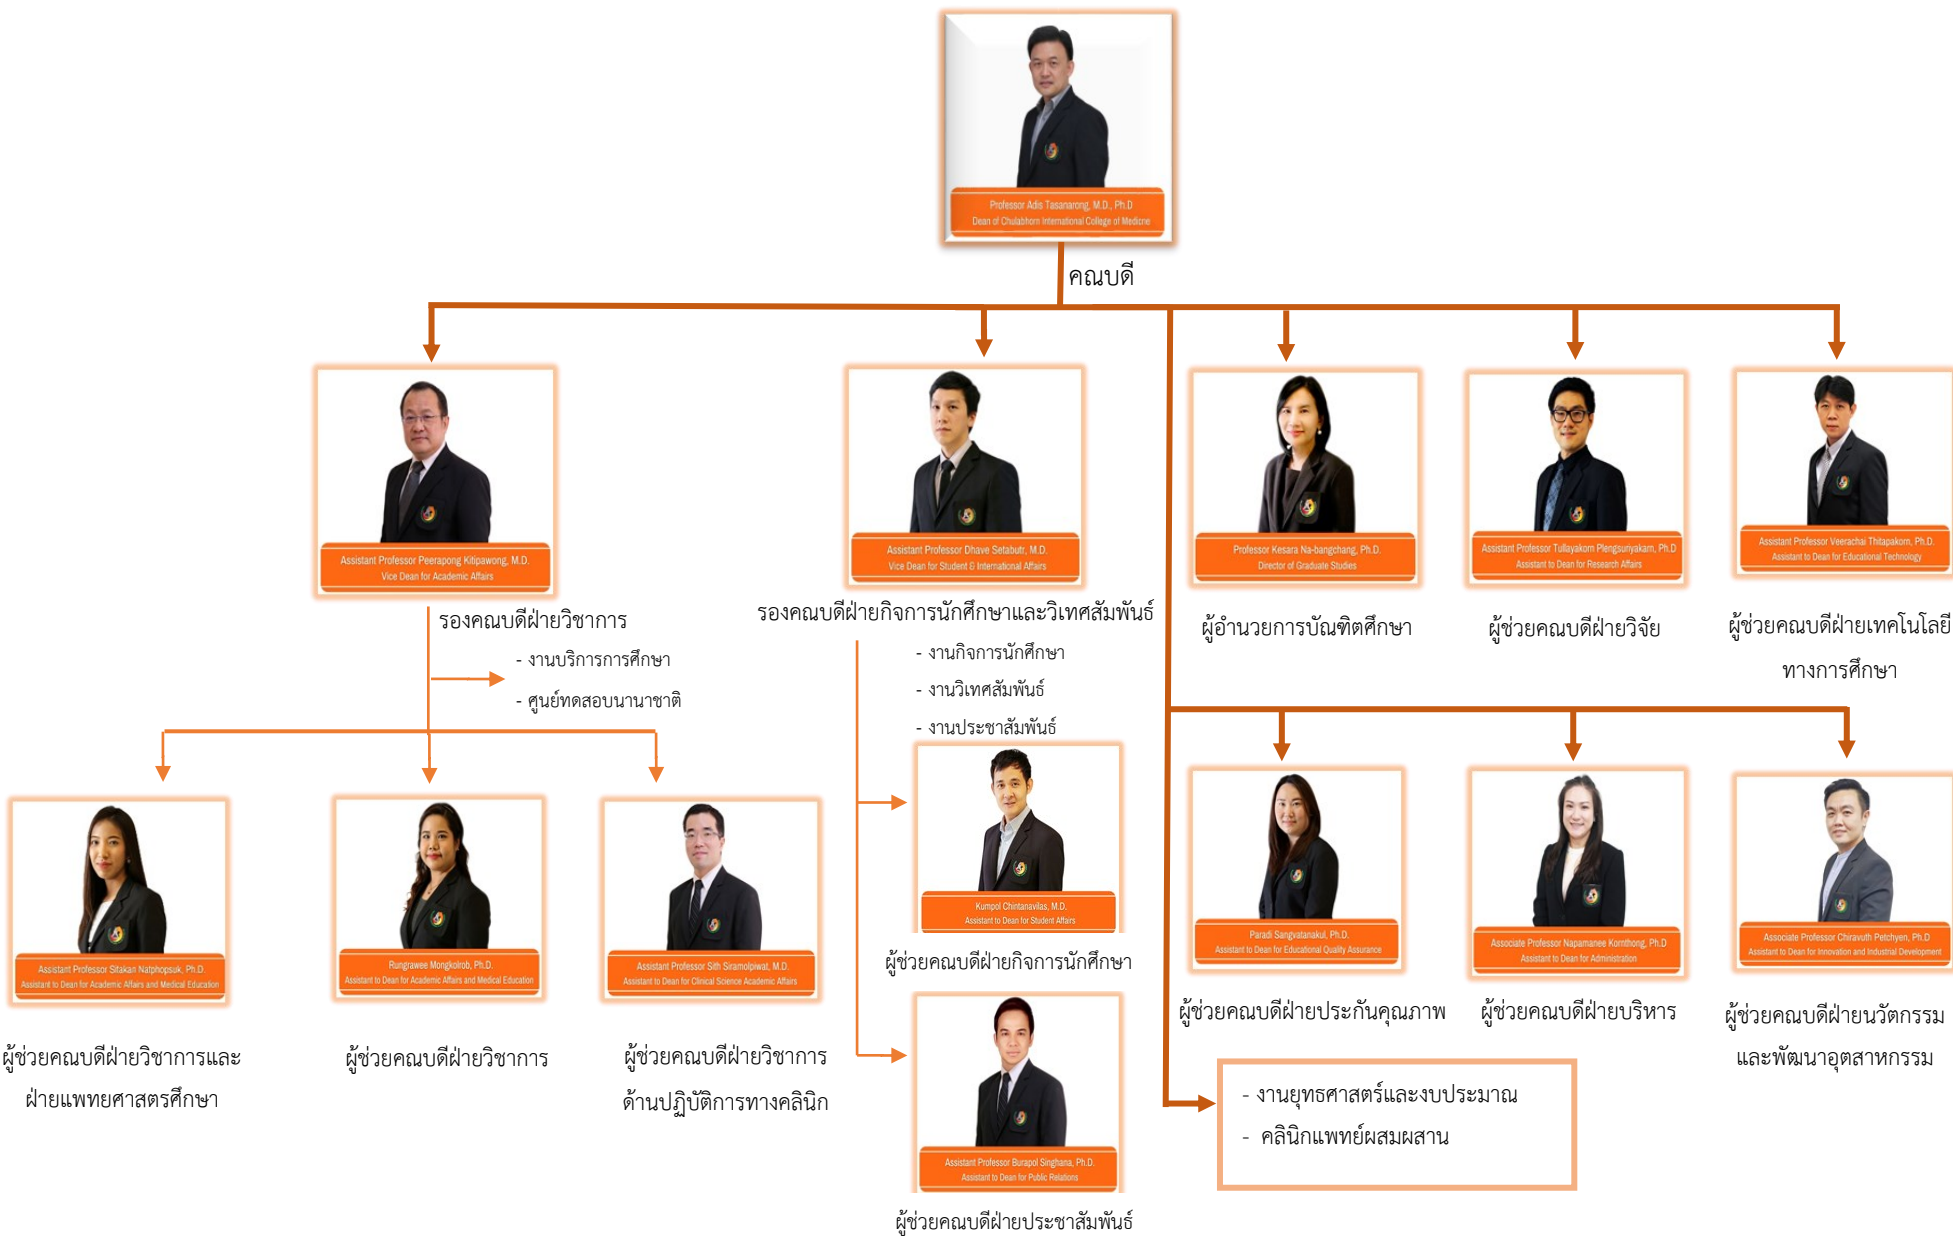 Professor Adis Tasanarong, M.D., Ph.D
Dean of Chulabhorn International College of Medicne
คณบดี
Assistant Professor Peerapong Kitipawong, M.D.
Vice Dean for Academic Affairs
รองคณบดีฝ่ายวิชาการ
- งานบริการการศึกษา
- ศูนย์ทดสอบนานาชาติ
Assistant Professor Dhave Setabutr, M.D.
Vice Dean for Student & International Affairs
รองคณบดีฝ่ายกิจการนักศึกษาและวิเทศสัมพันธ์
- งานกิจการนักศึกษา
- งานวิเทศสัมพันธ์
- งานประชาสัมพันธ์
Professor Kesara Na-bangchang, Ph.D.
Director of Graduate Studies
ผู้อำนวยการบัณฑิตศึกษา
Assistant Professor Tullayakorn Plengsuriyakarn, Ph.D
Assistant to Dean for Research Affairs
ผู้ช่วยคณบดีฝ่ายวิจัย
Assistant Professor Veerachai Thitapakorn, Ph.D.
Assistant to Dean for Educational Technology
ผู้ช่วยคณบดีฝ่ายเทคโนโลยี
ทางการศึกษา
Assistant Professor Sitakan Natphopsuk, Ph.D.
Assistant to Dean for Academic Affairs and Medical Education
ผู้ช่วยคณบดีฝ่ายวิชาการและ
ฝ่ายแพทยศาสตรศึกษา
Rungrawee Mongkolrob, Ph.D.
Assistant to Dean for Academic Affairs and Medical Education
ผู้ช่วยคณบดีฝ่ายวิชาการ
Assistant Professor Sith Siramolpiwat, M.D.
Assistant to Dean for Clinical Science Academic Affairs
ผู้ช่วยคณบดีฝ่ายวิชาการ
ด้านปฏิบัติการทางคลินิก
Kumpol Chintanavilas, M.D.
Assistant to Dean for Student Affairs
ผู้ช่วยคณบดีฝ่ายกิจการนักศึกษา
Assistant Professor Burapol Singhana, Ph.D.
Assistant to Dean for Public Relations
ผู้ช่วยคณบดีฝ่ายประชาสัมพันธ์
Paradi Sangvatanakul, Ph.D.
Assistant to Dean for Educational Quality Assurance
ผู้ช่วยคณบดีฝ่ายประกันคุณภาพ
Associate Professor Napamanee Kornthong, Ph.D
Assistant to Dean for Administration
ผู้ช่วยคณบดีฝ่ายบริหาร
Associate Professor Chiravuth Petchyen, Ph.D
Assistant to Dean for Innovation and Industrial Development
ผู้ช่วยคณบดีฝ่ายนวัตกรรม
และพัฒนาอุตสาหกรรม
- งานยุทธศาสตร์และงบประมาณ
- คลินิกแพทย์ผสมผสาน